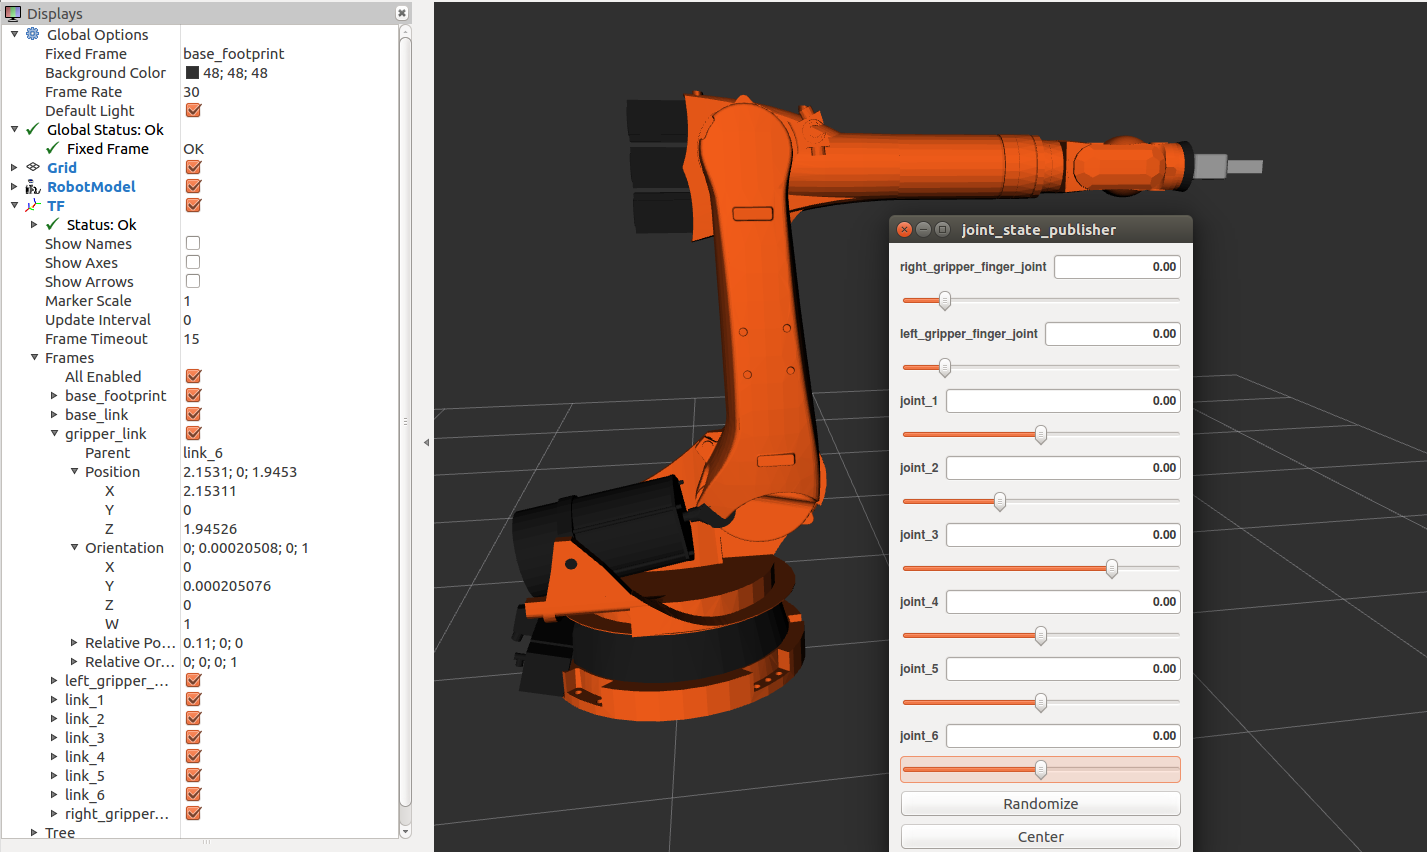 Displays
Global Options
Fixed Frame base_footprint
Background Color 48; 48; 48
Frame Rate 30
Default Light
Global Status: Ok
Fixed Frame OK
Grid
RobotModel
TF
Status: Ok
Show Names
Show Axes
Show Arrows
Marker Scale 1
Update Interval 0
Frame Timeout 15
Frames
All Enabled
base_footprint
base_link
gripper_link
Parent link_6
Position 2.1531; 0; 1.9453
X 2.15311
Y 0
Z 1.94526
Orientation 0; 0.00020508; 0; 1
X 0
Y 0.000205076
Z 0
W 1
Relative Po... 0.11; 0; 0
Relative Or... 0; 0; 0; 1
left_gripper_...
link_1
link_2
link_3
link_4
link_5
link_6
right_gripper...
Tree
joint_state_publisher
right_gripper_finger_joint 0.00
left_gripper_finger_joint 0.00
joint_1 0.00
joint_2 0.00
joint_3 0.00
joint_4 0.00
joint_5 0.00
joint_6 0.00
Randomize
Center